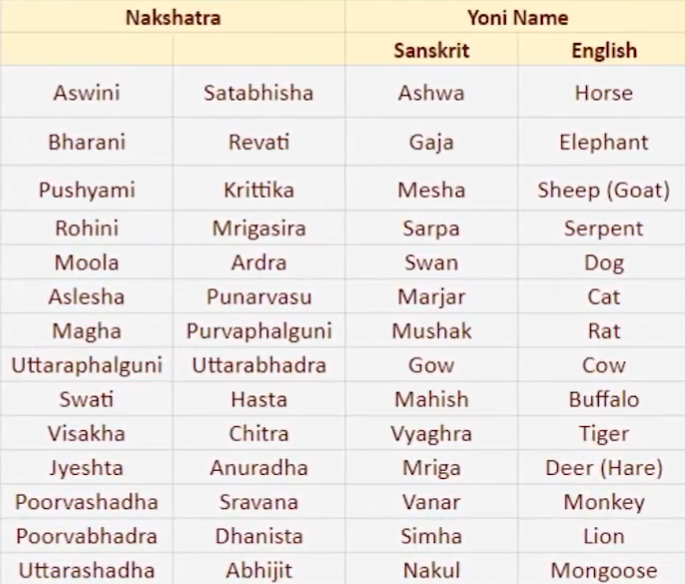 Nakshatra Yoni Name
Sanskrit English
Aswini Satabhisha Ashwa Horse
Bharani Revati Gaja Elephant
Pushyami Krittika Mesha Sheep (Goat)
Rohini Mrigasira Sarpa Serpent
Moola Ardra Swan Dog
Aslesha Punarvasu Marjar Cat
Magha Purvaphalguni Mushak Rat
Uttaraphalguni Uttarabhadra Gow Cow
Swati Hasta Mahish Buffalo
Visakha Chitra Vyaghra Tiger
Jyeshta Anuradha Mriga Deer (Hare)
Poorvashadha Sravana Vanar Monkey
Poorvabhadra Dhanista Simha Lion
Uttarashadha Abhijit Nakul Mongoose